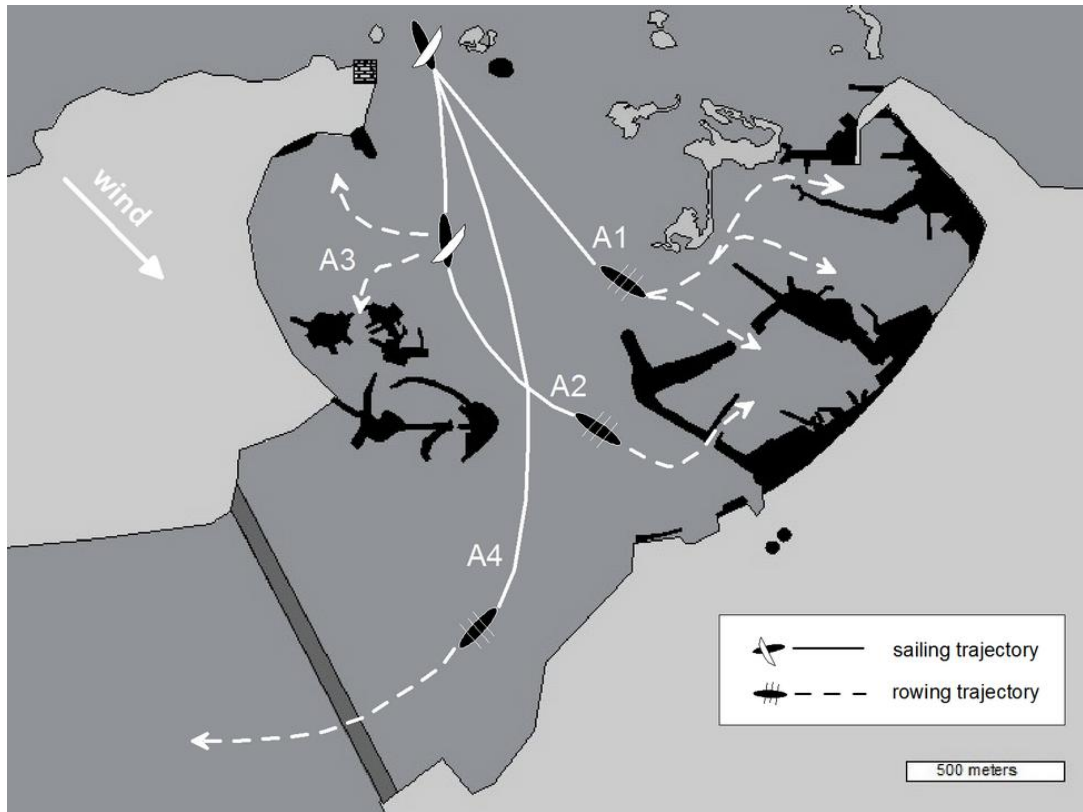 wind
A1
A3
A2
A4
sailing trajectory
rowing trajectory
500 meters